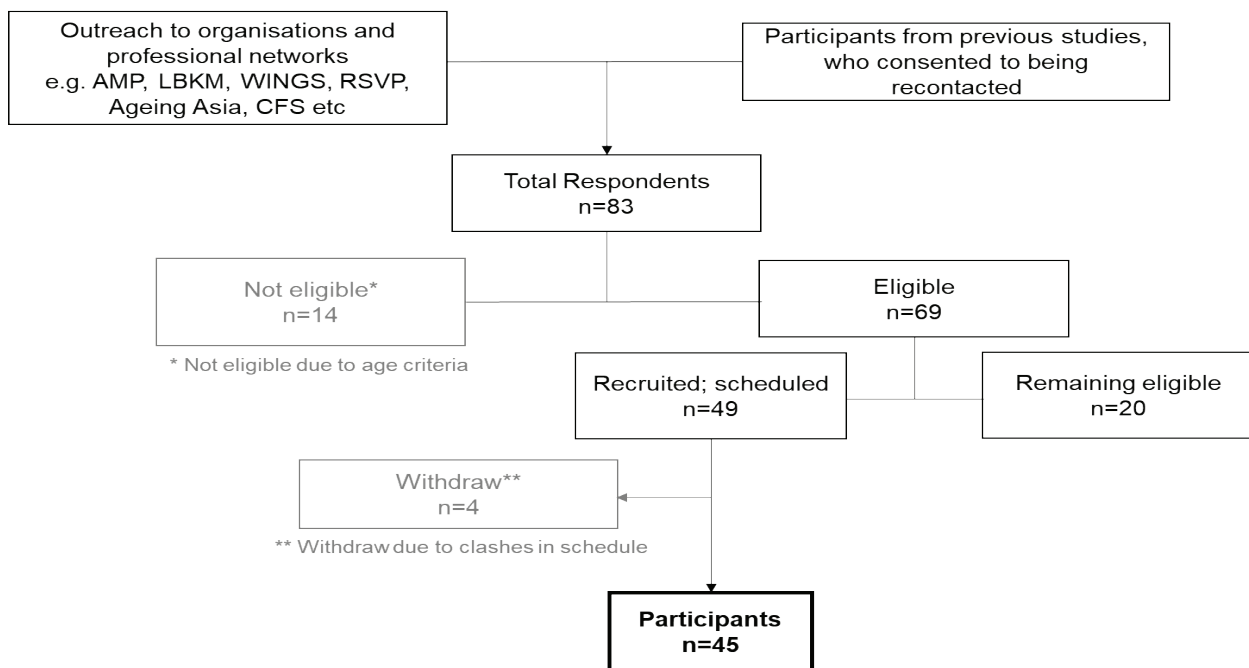 Outreach to organisations and
professional networks
e.g. AMP, LBKM, WINGS, RSVP,
Ageing Asia, CFS etc
Participants from previous studies,
who consented to being
recontacted
Total Respondents
n=83
Not eligible*
n=14
* Not eligible due to age criteria
Eligible
n=69
Recruited; scheduled
n=49
Remaining eligible
n=20
Withdraw**
n=4
** Withdraw due to clashes in schedule
Participants
n=45